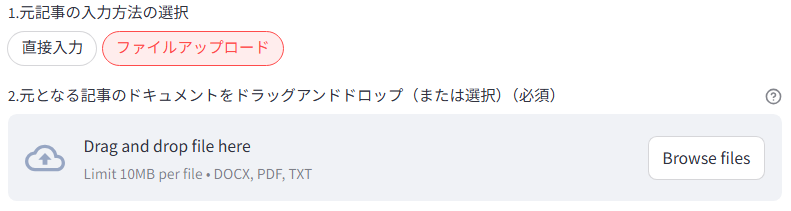 1.元記事の入力方法の選択
直接入力 ファイルアップロード
2.元となる記事のドキュメントをドラッグアンドドロップ（または選択）（必須）
Drag and drop file here
Limit 10MB per file • DOCX, PDF, TXT
Browse files